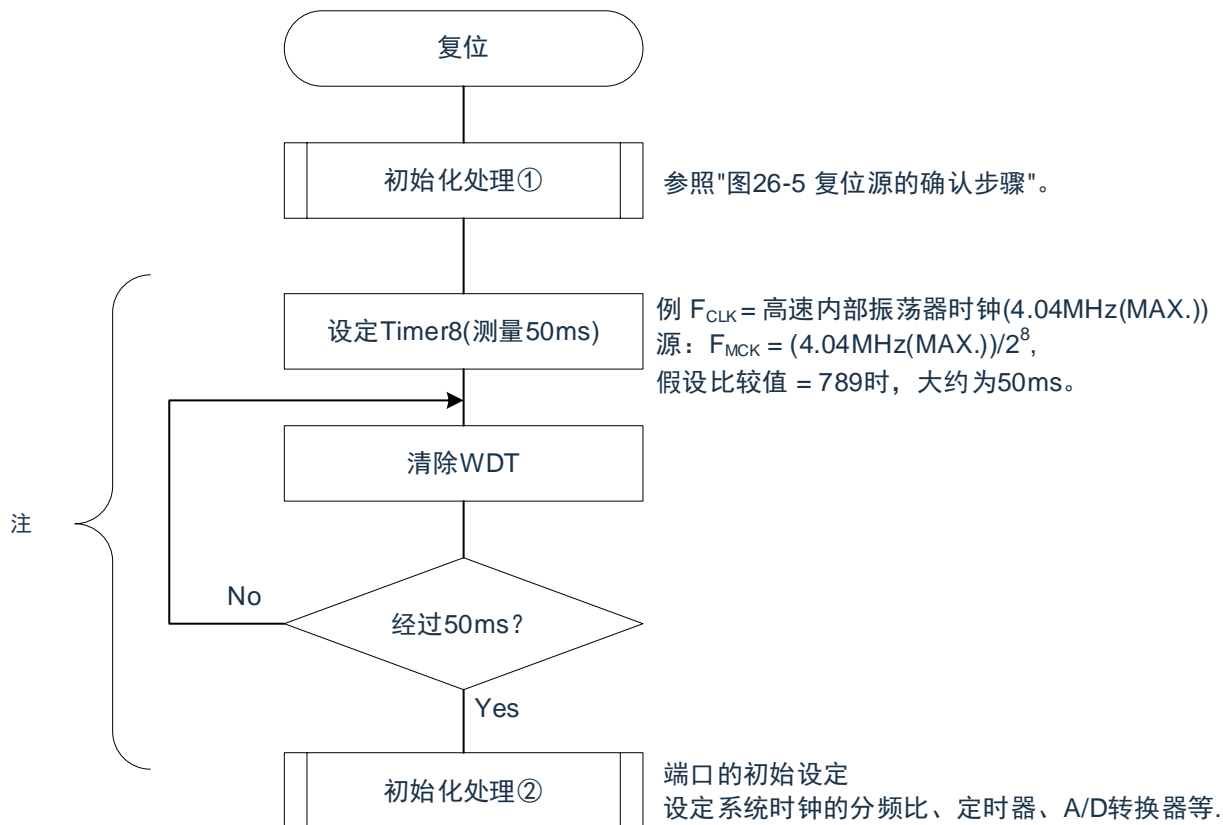 复位
初始化处理①
参照"图26-5 复位源的确认步骤"。
设定Timer8(测量50ms)
例 FCLK = 高速内部振荡器时钟(4.04MHz(MAX.))
源：FMCK = (4.04MHz(MAX.))/2⁸,
假设比较值 = 789时，大约为50ms。
清除WDT
注
No
经过50ms？
Yes
初始化处理②
端口的初始设定
设定系统时钟的分频比、定时器、A/D转换器等.